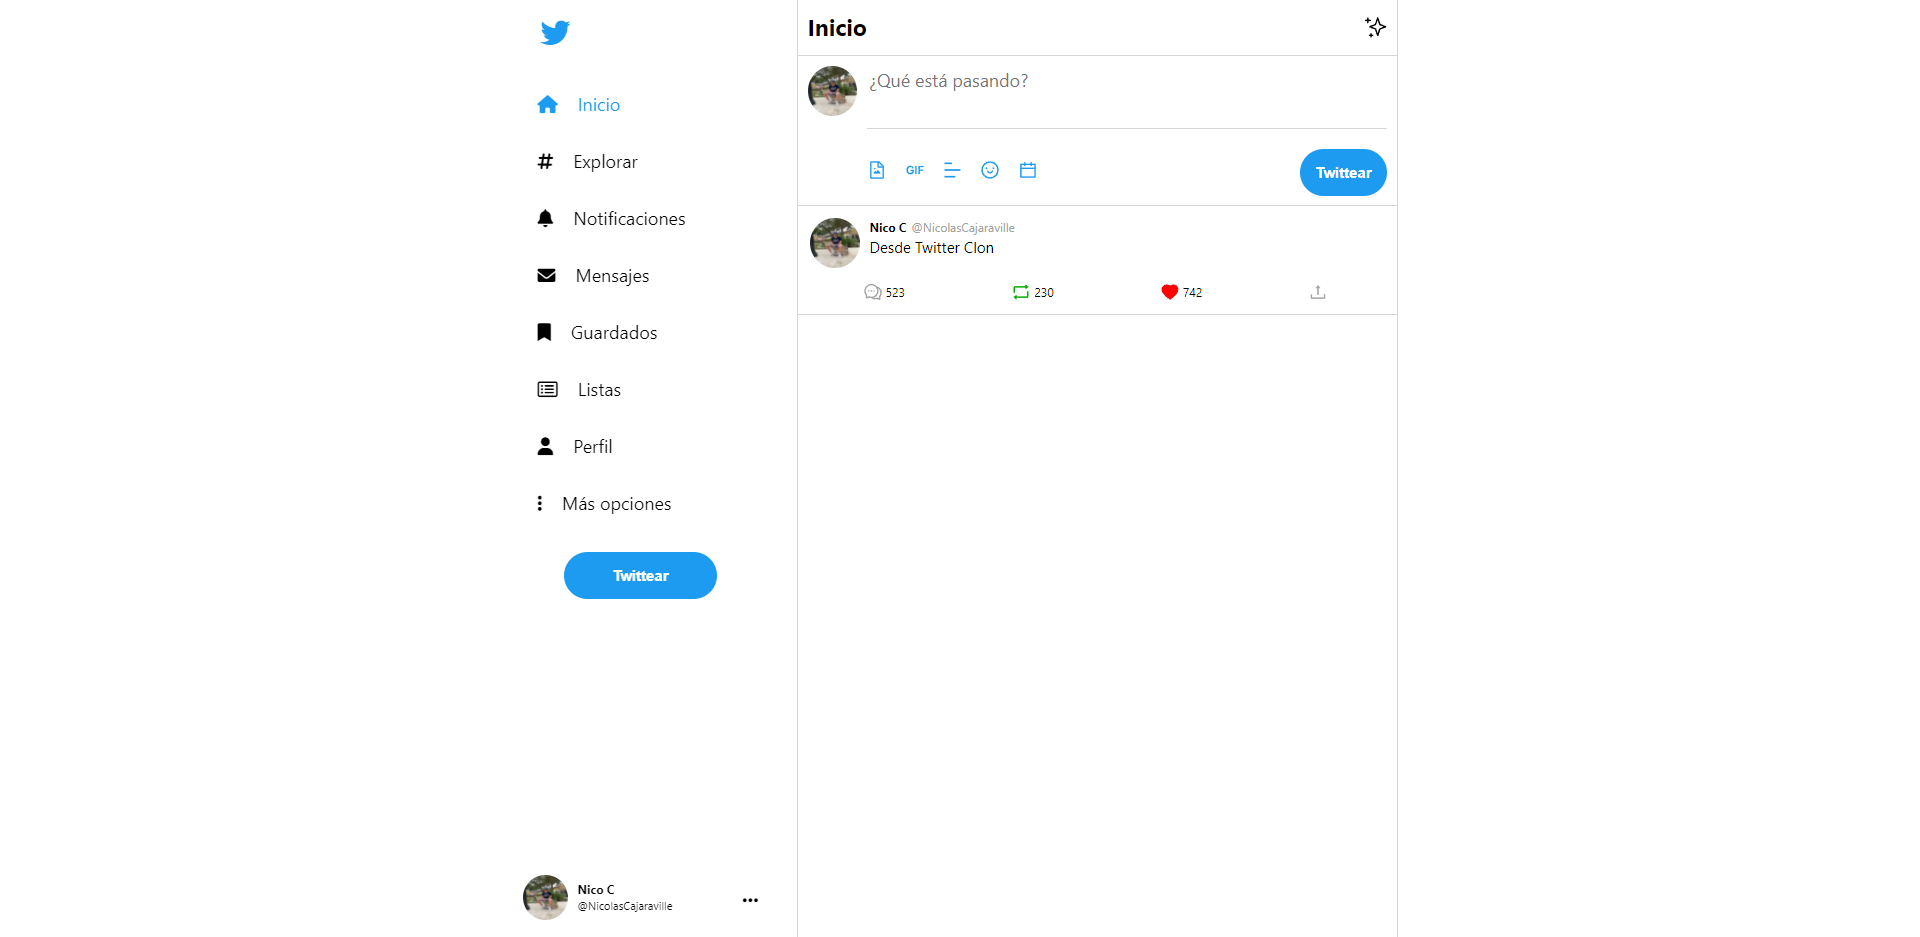 Inicio
Explorar
Notificaciones
Mensajes
Guardados
Listas
Perfil
Más opciones
Twittear
Nico C
@NicolasCajaraville
Inicio
¿Qué está pasando?
GIF
Twittear
Nico C @NicolasCajaraville
Desde Twitter Clon
523 230 742